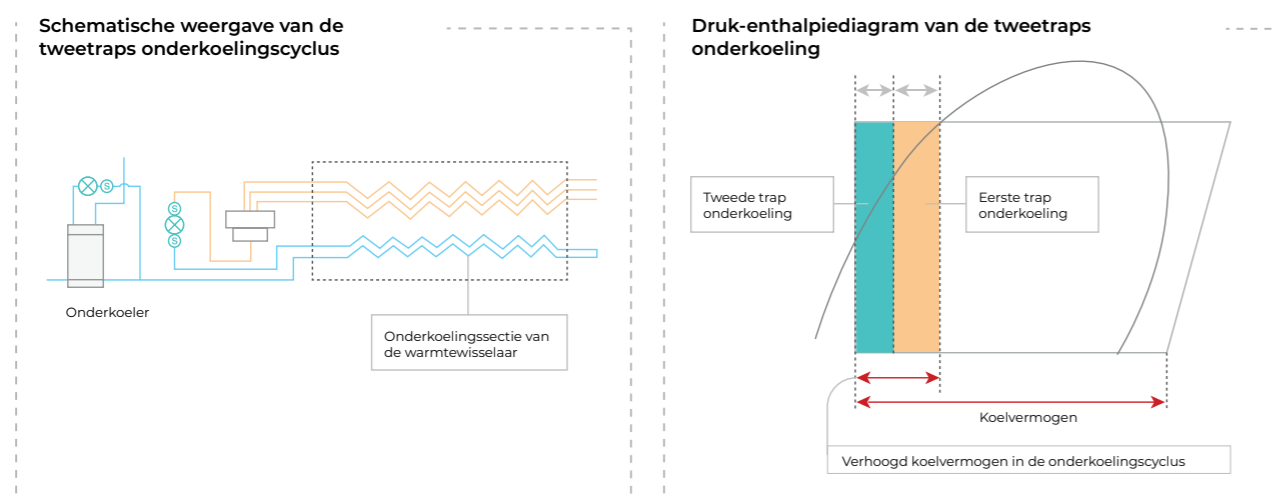 Schematische weergave van de
tweetraps onderkoelingscyclus
S
S
S
Onderkoeler
Onderkoelingssectie van
de warmtewisselaar
Druk-enthalpiediagram van de tweetraps
onderkoeling
Tweede trap
onderkoeling
Eerste trap
onderkoeling
Koelvermogen
Verhoogd koelvermogen in de onderkoelingscyclus